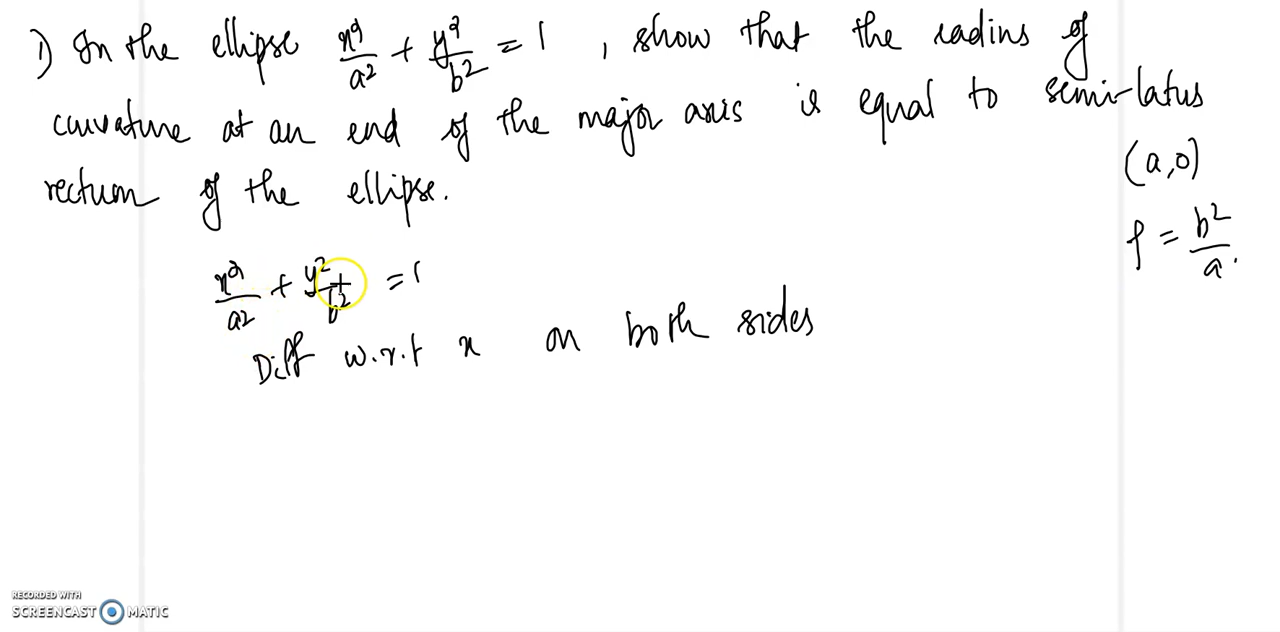 1) In the ellipse x²/a² + y²/b² = 1 , show that the radius of
curvature at an end of the major axis is equal to semi-latus
rectum of the ellipse.
(a,0)
ρ = b²/a.
x²/a² + y²/b² = 1
Diff w.r.t x on both sides
RECORDED WITH
SCREENCAST MATIC